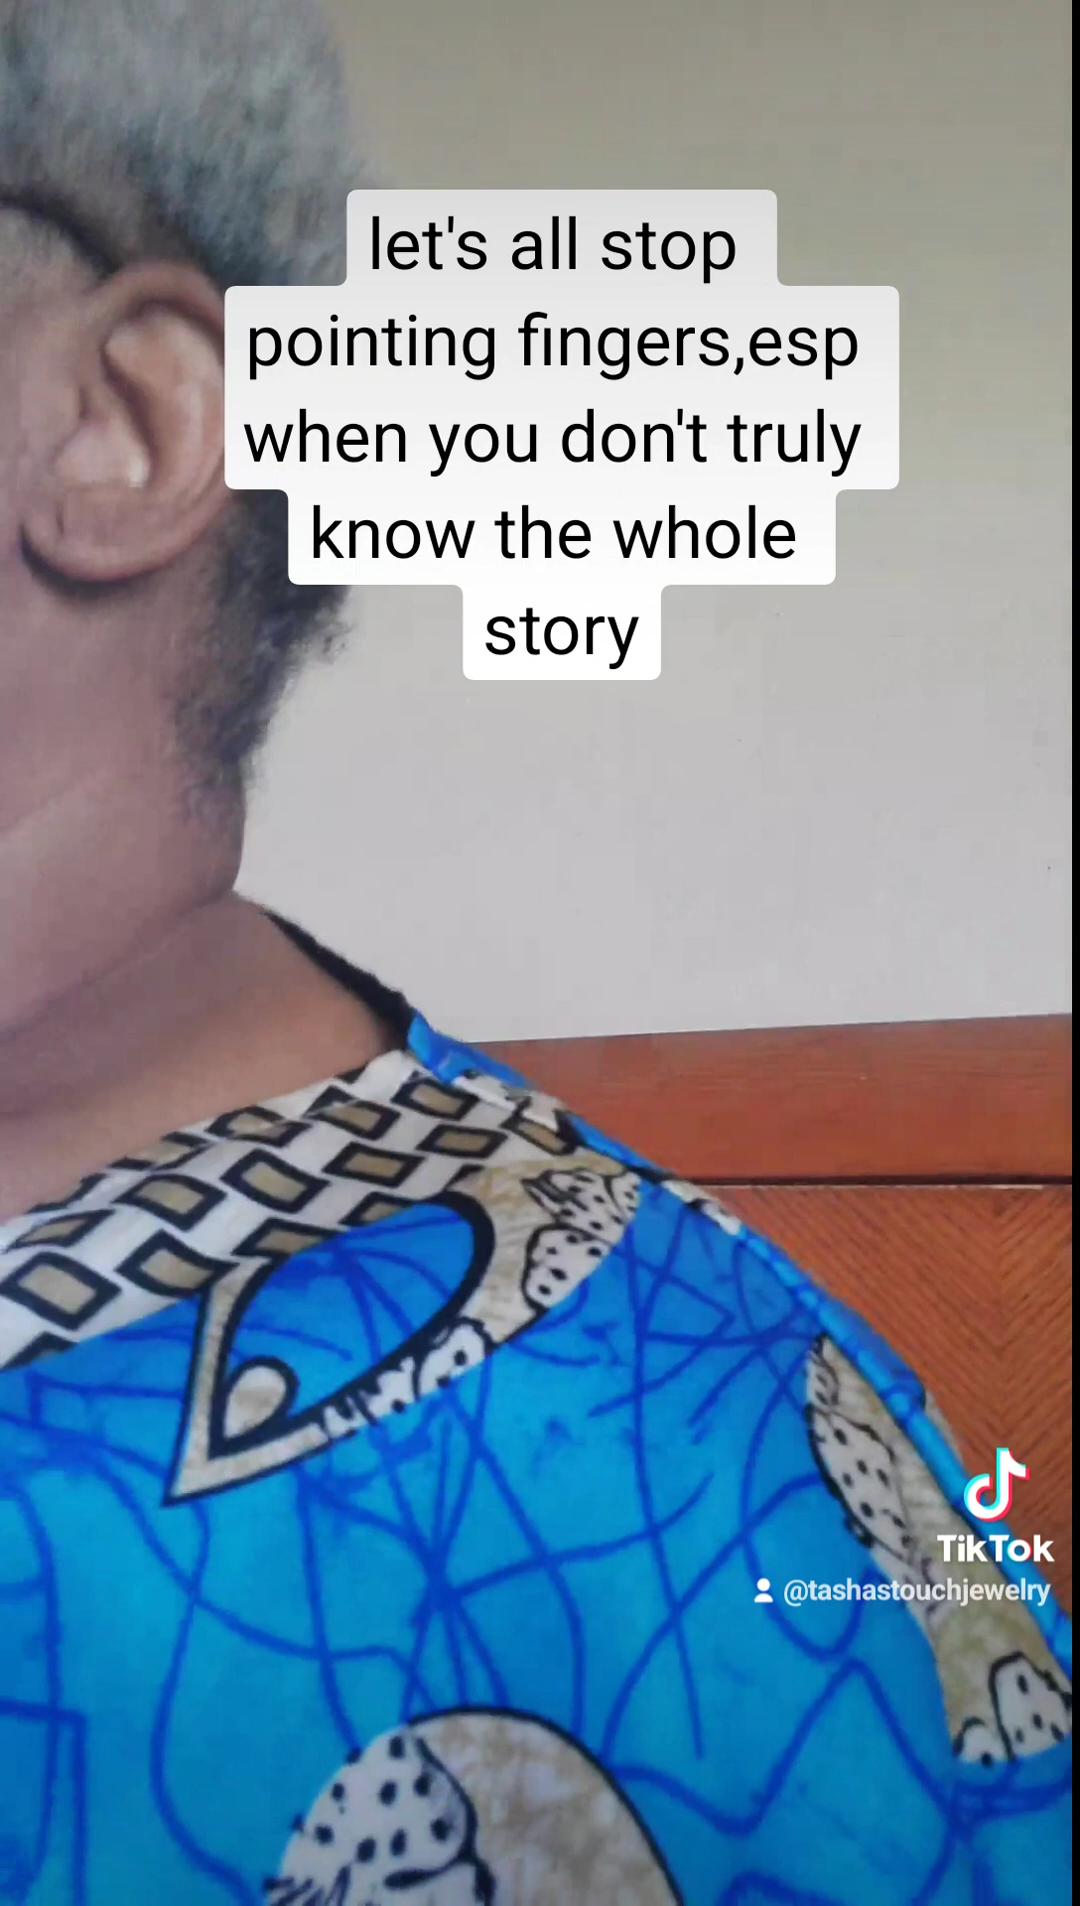 let's all stop
pointing fingers,esp
when you don't truly
know the whole
story
TikTok
@tashastouchjewelry